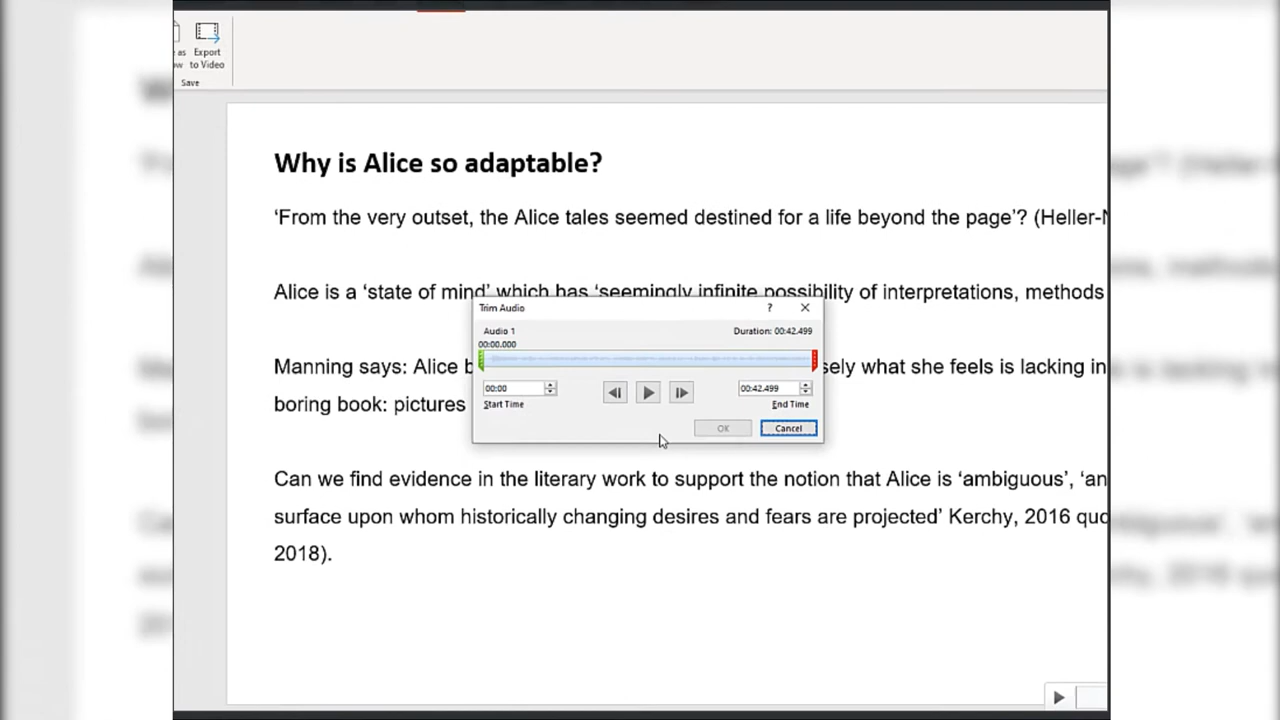 Export
as
to Video
Save
Why is Alice so adaptable?
‘From the very outset, the Alice tales seemed destined for a life beyond the page’? (Heller-
Alice is a ‘state of mind’ which has ‘seemingly infinite possibility of interpretations, methods
Trim Audio ?
Audio 1 Duration: 00:42.499
00:00.000
Manning says: Alice sely what she feels is lacking in
00:00 00:42.499
boring book: pictures
Start Time End Time
OK Cancel
Can we find evidence in the literary work to support the notion that Alice is ‘ambiguous’, ‘an
surface upon whom historically changing desires and fears are projected’ Kerchy, 2016 quo
2018).